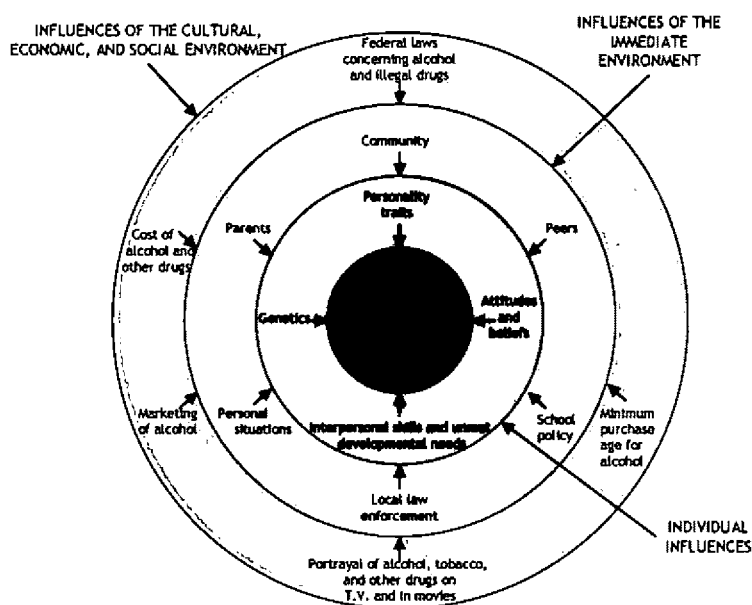 INFLUENCES OF THE CULTURAL,
ECONOMIC, AND SOCIAL ENVIRONMENT
Federal laws
concerning alcohol
and illegal drugs
INFLUENCES OF THE
IMMEDIATE
ENVIRONMENT
Community
Personality
traits
Cost of
alcohol and
other drugs
Parents
Peers
Genetics
Attitudes
and
beliefs
Marketing
of alcohol
Personal
situations
Interpersonal skills and unmet
developmental needs
School
policy
Minimum
purchase
age for
alcohol
Local law
enforcement
INDIVIDUAL
INFLUENCES
Portrayal of alcohol, tobacco,
and other drugs on
T.V. and in movies